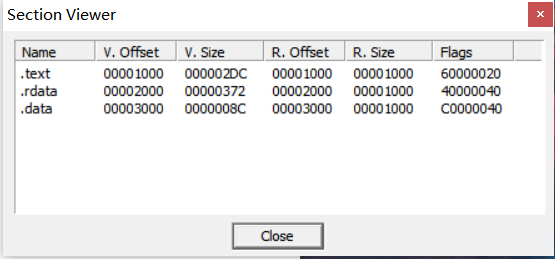 Section Viewer
Name V. Offset V. Size R. Offset R. Size Flags
.text 00001000 000002DC 00001000 00001000 60000020
.rdata 00002000 00000372 00002000 00001000 40000040
.data 00003000 0000008C 00003000 00001000 C0000040
Close